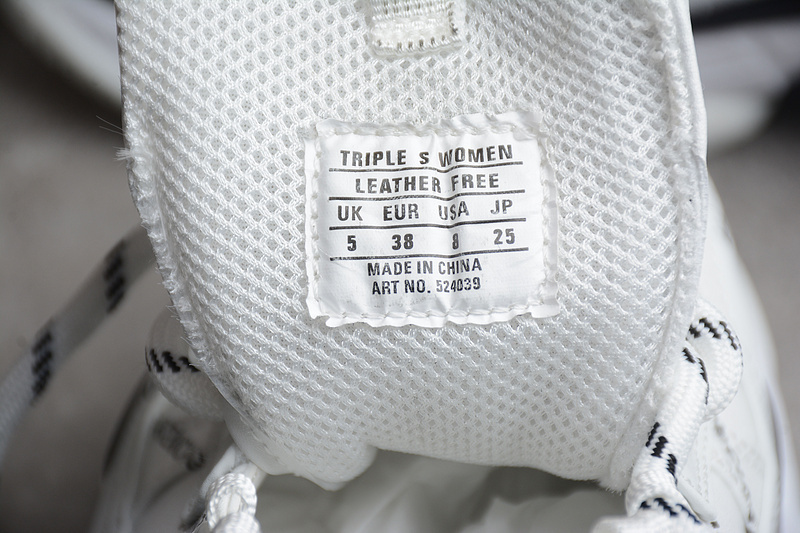 TRIPLE S WOMEN
LEATHER FREE
UK EUR USA JP
5 38 8 25
MADE IN CHINA
ART NO. 524039